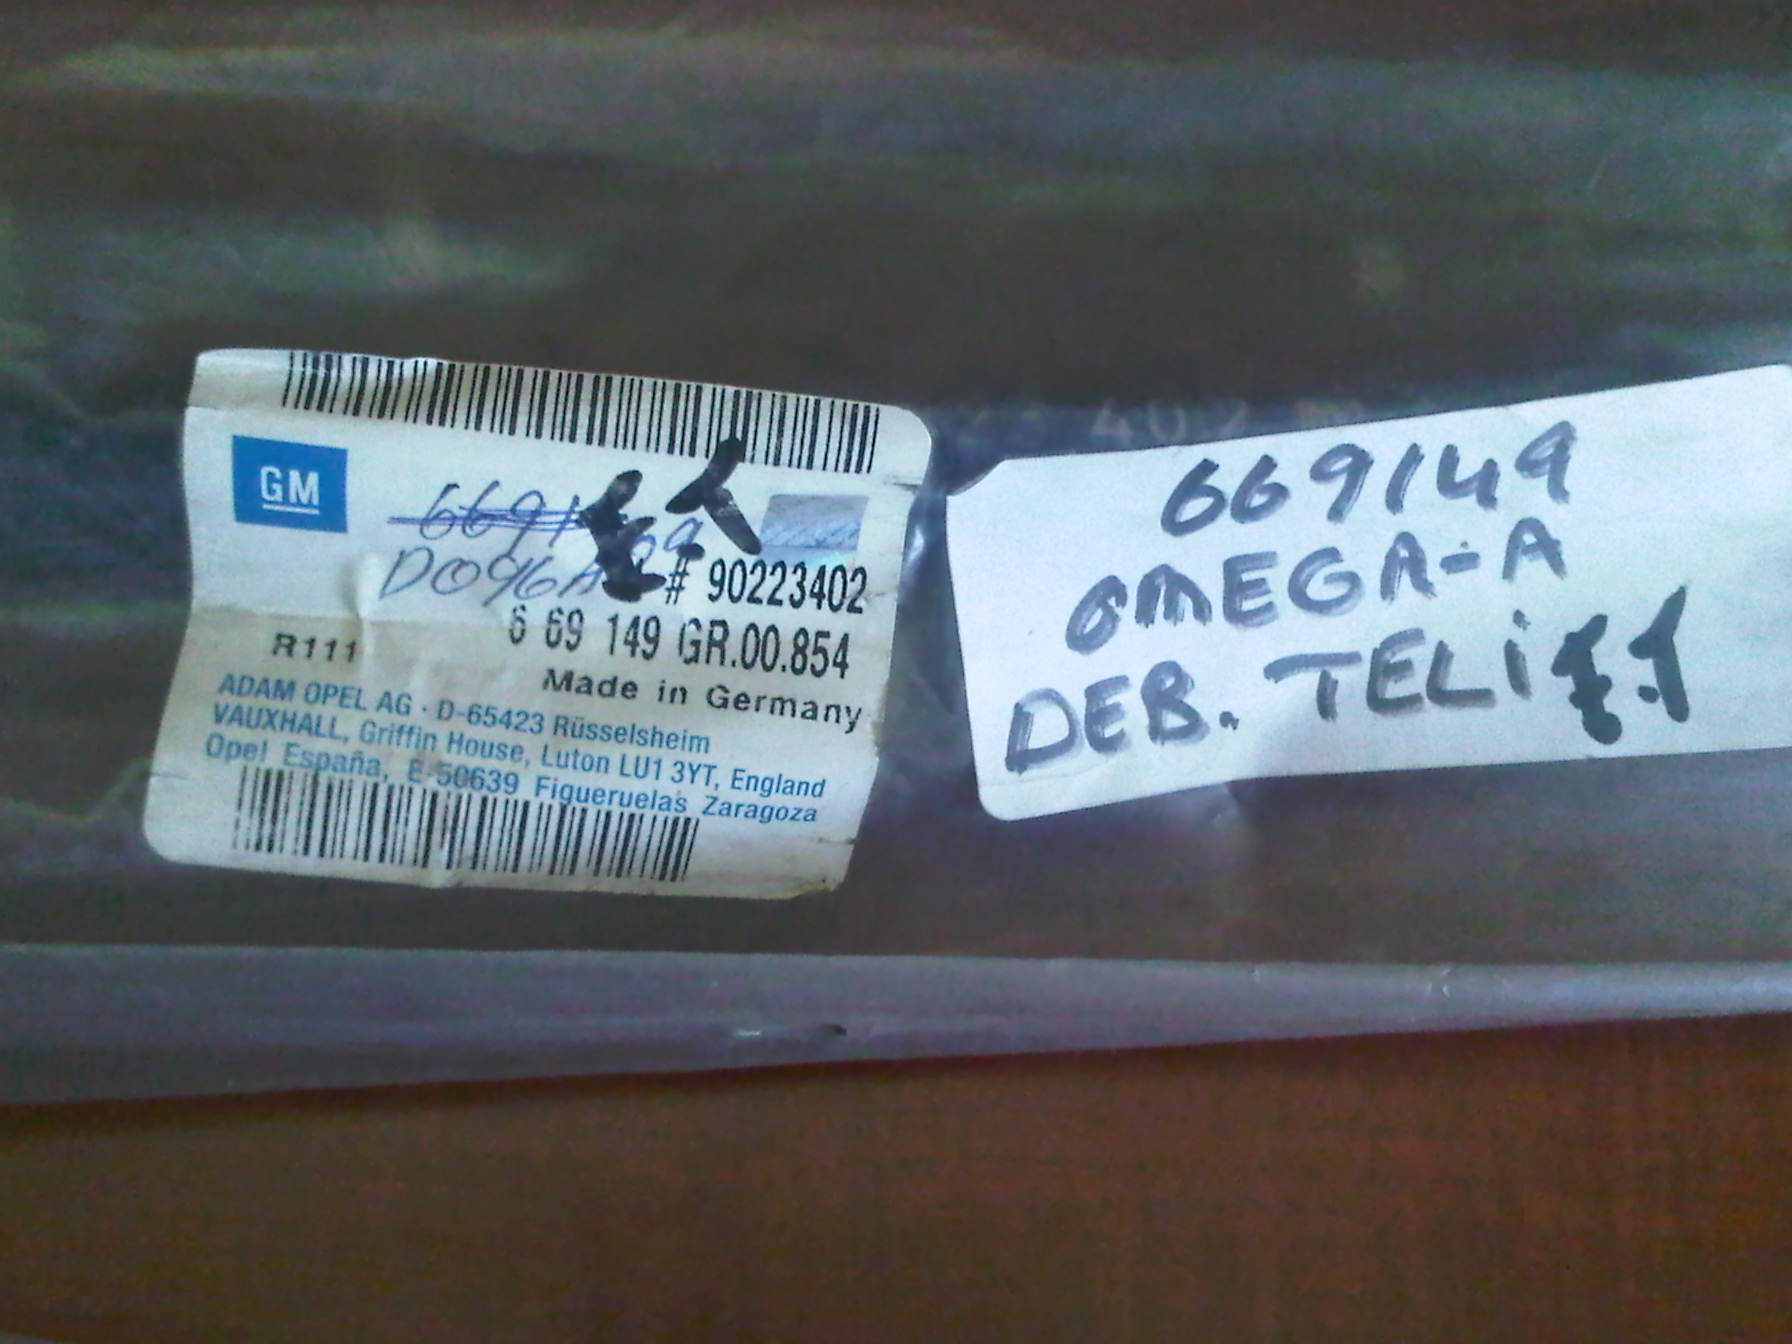 GM
# 90223402
6 69 149 GR.00.854
R111
Made in Germany
ADAM OPEL AG · D-65423 Rüsselsheim
VAUXHALL, Griffin House, Luton LU1 3YT, England
Opel España, E-50639 Figueruelas Zaragoza
669149
OMEGA-A
DEB. TELİ